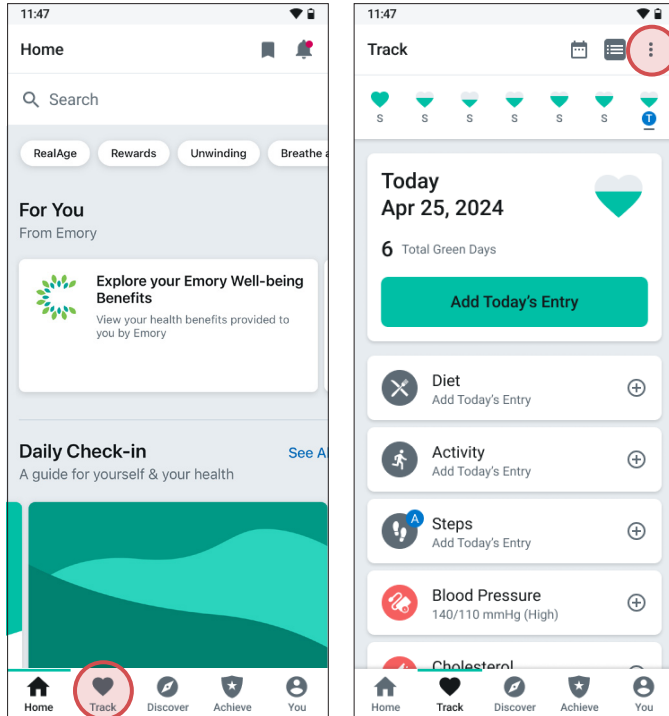 11:47
Home
Search
RealAge Rewards Unwinding Breathe a
For You
From Emory
Explore your Emory Well-being
Benefits
View your health benefits provided to
you by Emory
Daily Check-in See Al
A guide for yourself & your health
Home Track Discover Achieve You
11:47
Track
S S S S S S T
Today
Apr 25, 2024
6 Total Green Days
Add Today's Entry
Diet
Add Today's Entry
Activity
Add Today's Entry
A
Steps
Add Today's Entry
Blood Pressure
140/110 mmHg (High)
Cholesterol
Home Track Discover Achieve You